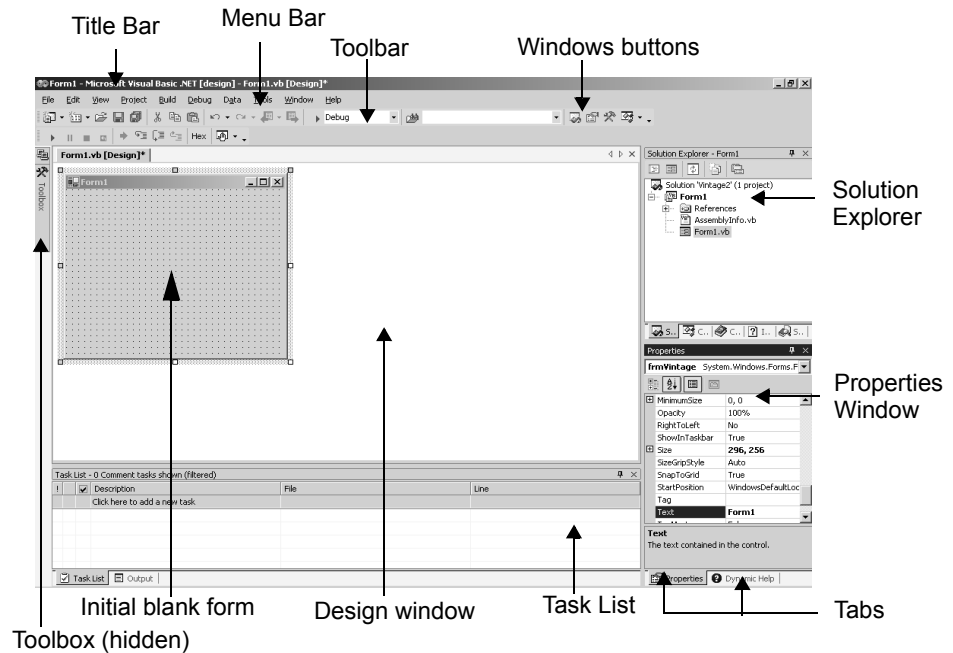 Title Bar
Menu Bar
Toolbar
Windows buttons
Form1 - Microsoft Visual Basic .NET [design] - Form1.vb [Design]*
File Edit View Project Build Debug Data Tools Window Help
Debug
Hex
Toolbox
Form1.vb [Design]*
Form1
Solution Explorer - Form1
Solution 'Vintage2' (1 project)
Form1
References
AssemblyInfo.vb
Form1.vb
Solution
Explorer
S.. C.. C.. I.. S..
Properties
frmVintage System.Windows.Forms.F
MinimumSize 0, 0
Opacity 100%
RightToLeft No
ShowInTaskbar True
Size 296, 256
SizeGripStyle Auto
SnapToGrid True
StartPosition WindowsDefaultLoc
Tag
Text Form1
Text
The text contained in the control.
Properties Dynamic Help
Properties
Window
Task List - 0 Comment tasks shown (filtered)
! Description File Line
Click here to add a new task
Task List Output
Initial blank form
Design window
Task List
Tabs
Toolbox (hidden)